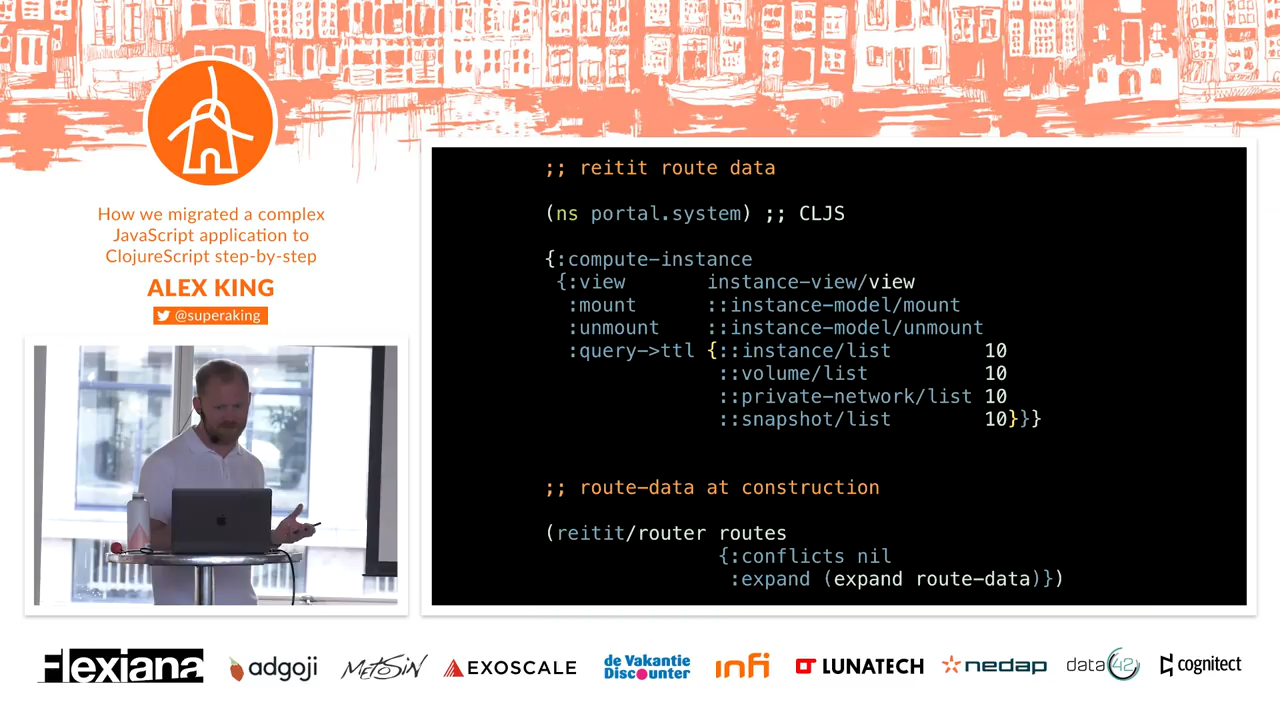 How we migrated a complex
JavaScript application to
ClojureScript step-by-step
ALEX KING
@superaking
;; reitit route data
(ns portal.system) ;; CLJS
{:compute-instance
{:view instance-view/view
:mount ::instance-model/mount
:unmount ::instance-model/unmount
:query->ttl {::instance/list 10
::volume/list 10
::private-network/list 10
::snapshot/list 10}}}
;; route-data at construction
(reitit/router routes
{:conflicts nil
:expand (expand route-data)})
Flexiana adgoji METOSIN EXOSCALE de Vakantie Discounter infi LUNATECH nedap data42 cognitect